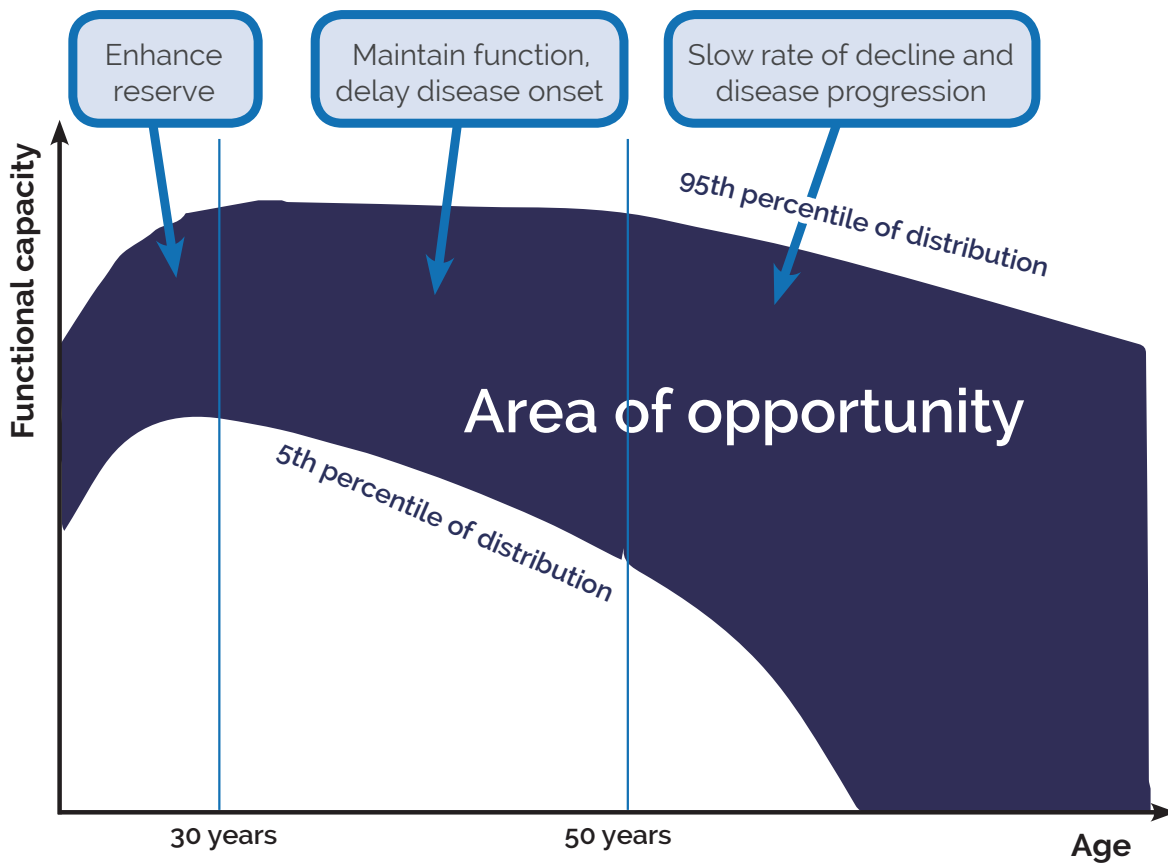 Enhance
reserve
Maintain function,
delay disease onset
Slow rate of decline and
disease progression
Functional capacity
95th percentile of distribution
Area of opportunity
5th percentile of distribution
30 years
50 years
Age